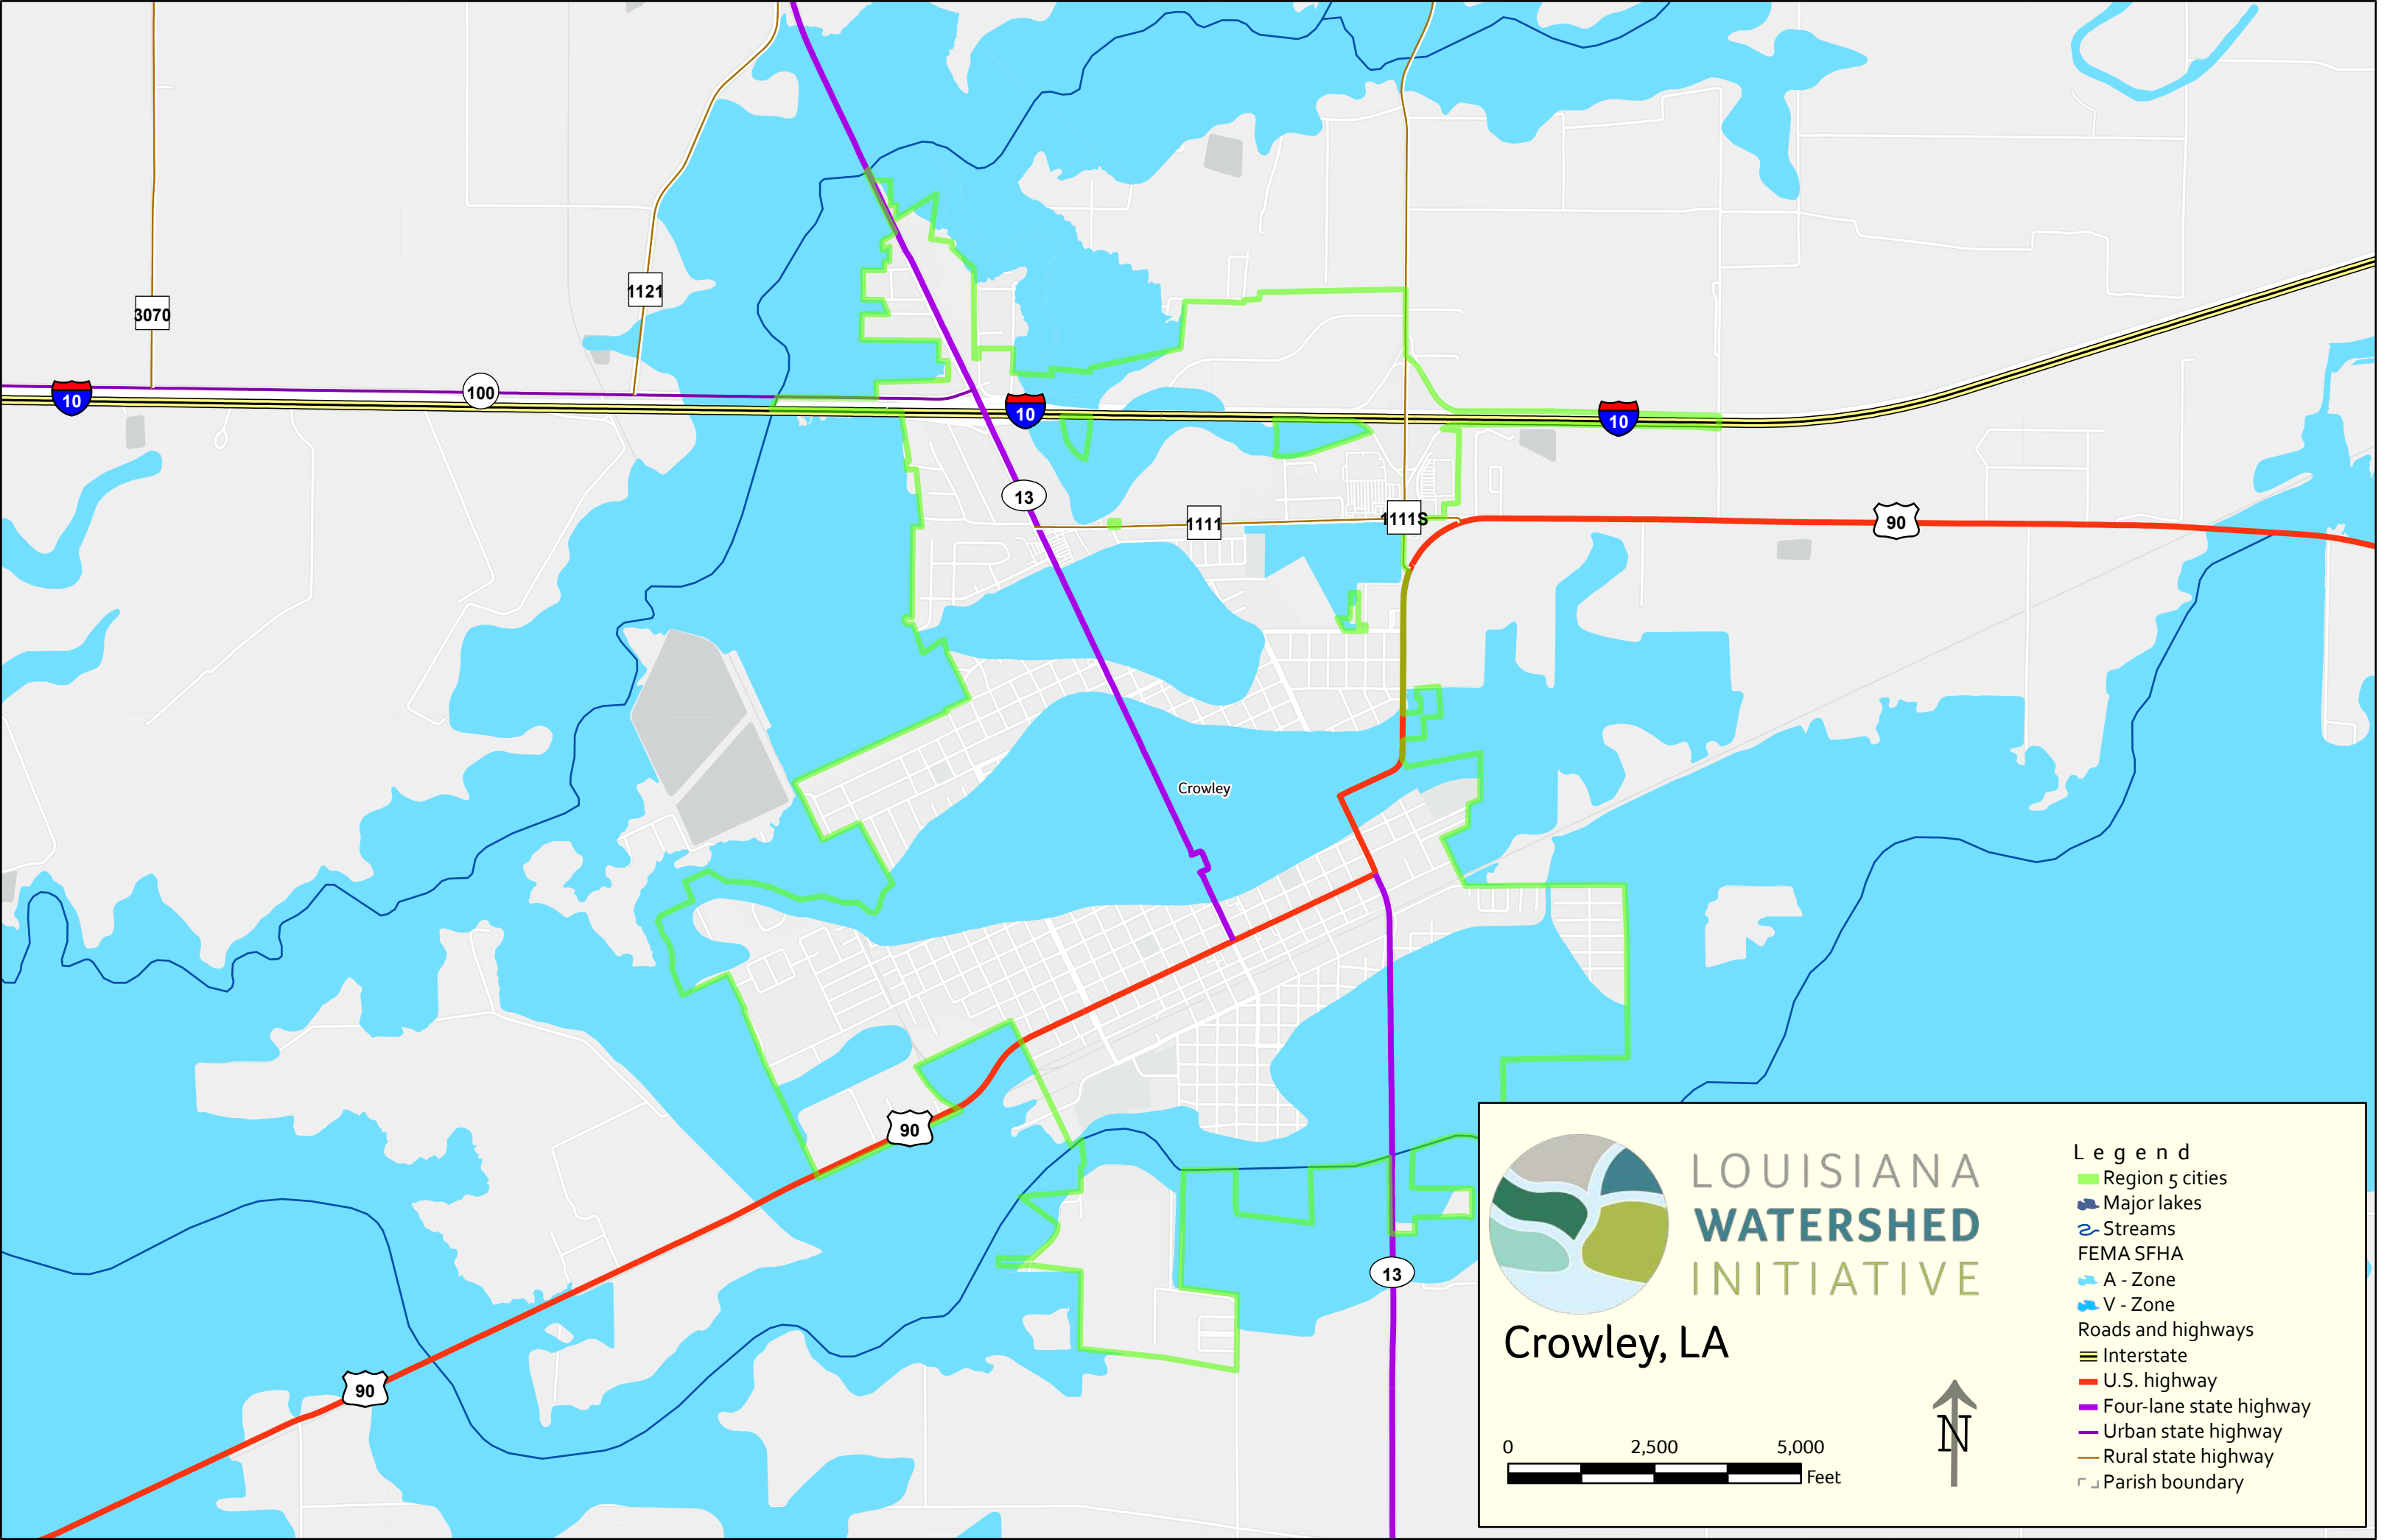 3070
1121
100
10
10
10
13
1111
1111S
90
Crowley
90
13
90
LOUISIANA
WATERSHED
INITIATIVE
Crowley, LA
0 2,500 5,000
Feet
N
Legend
Region 5 cities
Major lakes
Streams
FEMA SFHA
A - Zone
V - Zone
Roads and highways
Interstate
U.S. highway
Four-lane state highway
Urban state highway
Rural state highway
Parish boundary